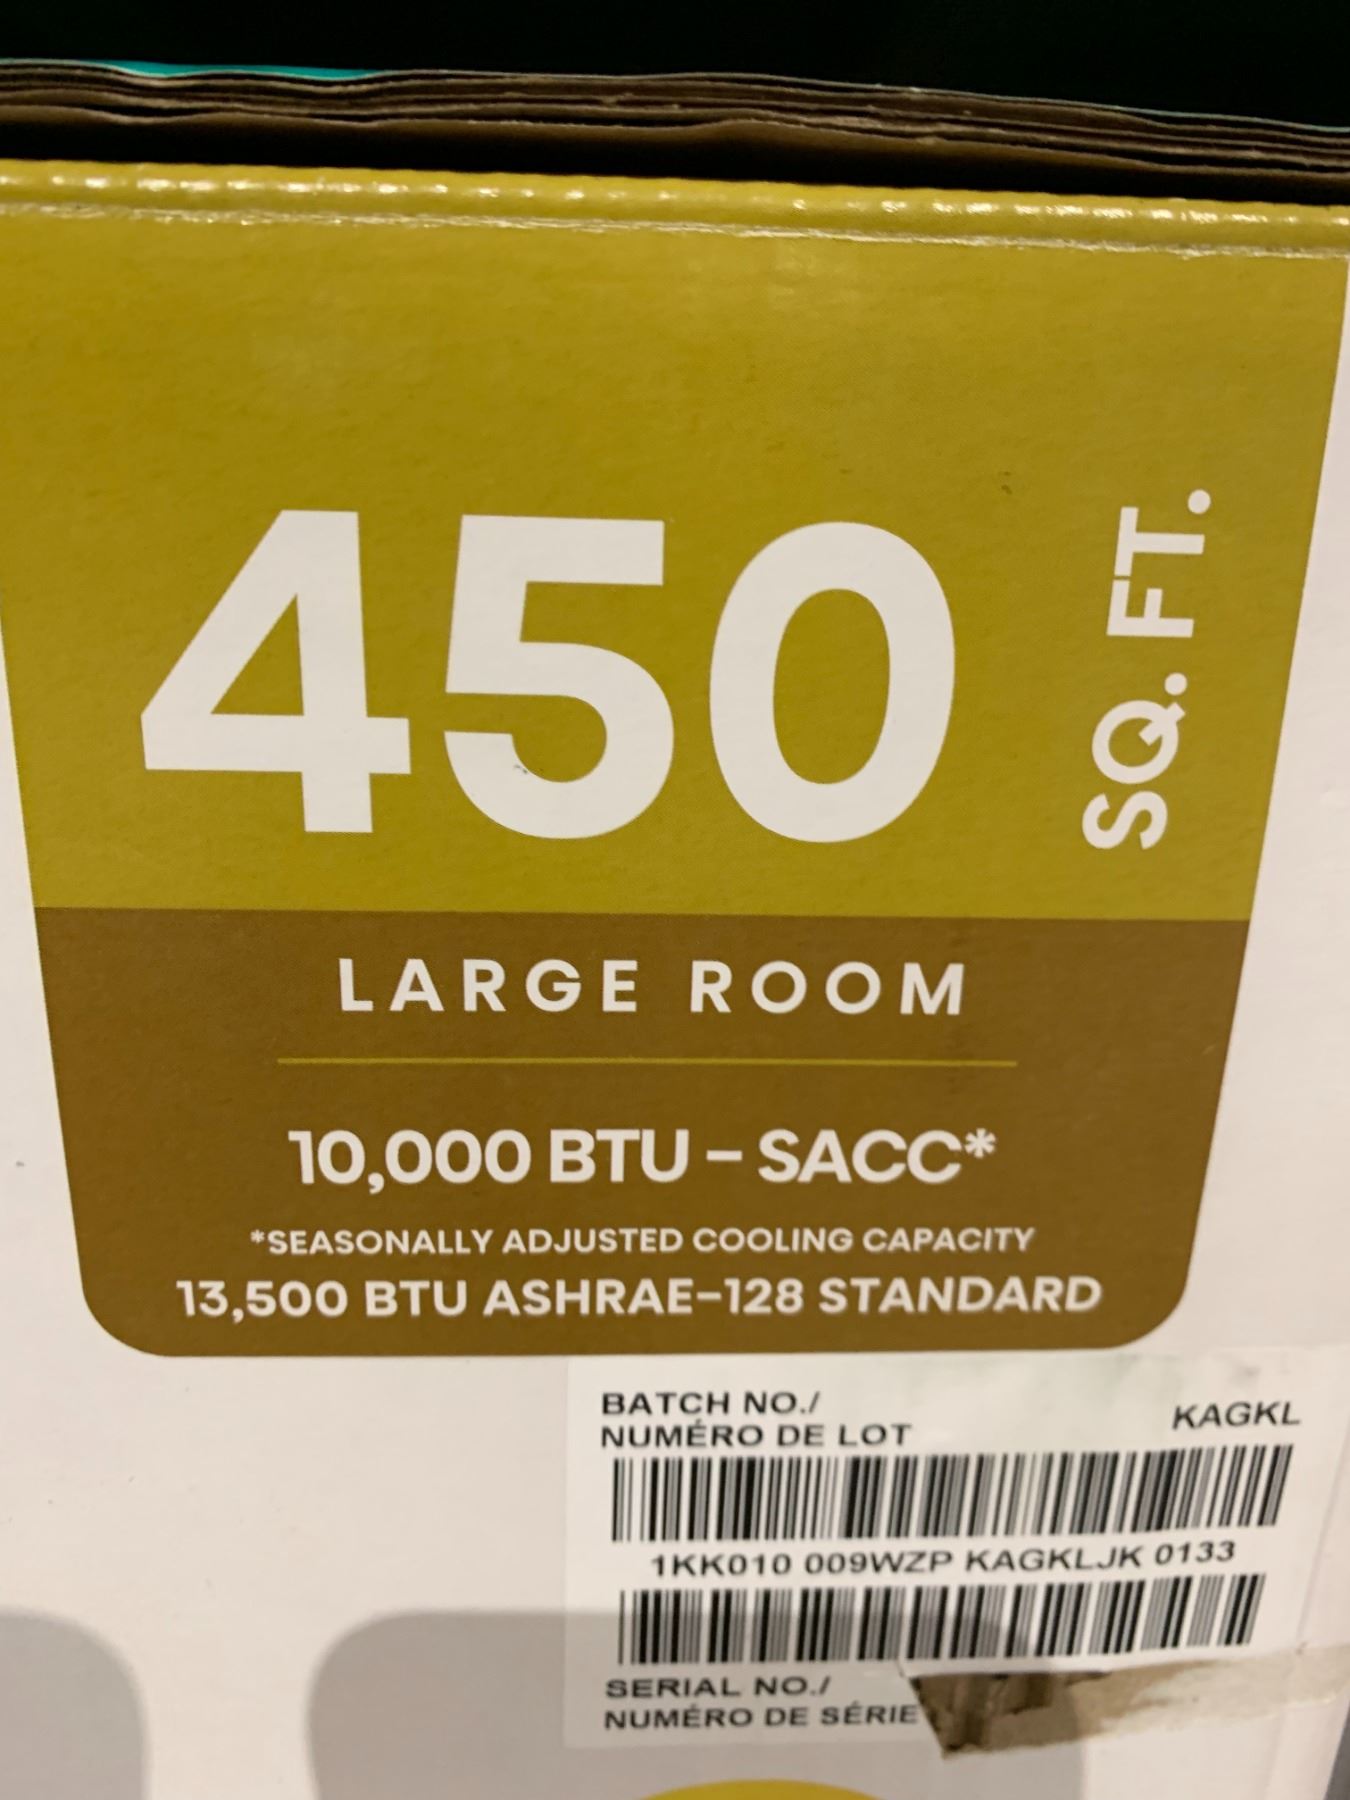 450 SQ. FT.
LARGE ROOM
10,000 BTU – SACC*
*SEASONALLY ADJUSTED COOLING CAPACITY
13,500 BTU ASHRAE–128 STANDARD
BATCH NO./ KAGKL
NUMÉRO DE LOT
1KK010 009WZP KAGKLJK 0133
SERIAL NO./
NUMÉRO DE SÉRIE